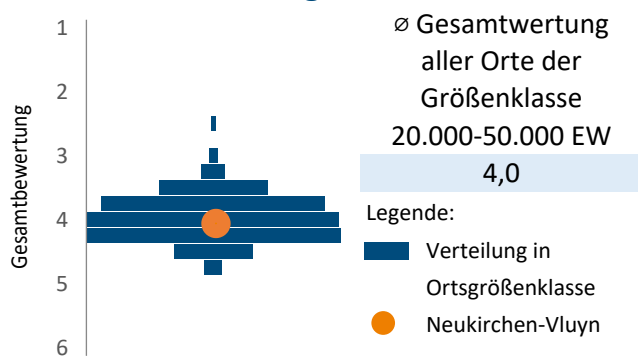 Gesamtbewertung
1
2
3
4
5
6
⌀ Gesamtwertung
aller Orte der
Größenklasse
20.000-50.000 EW
4,0
Legende:
Verteilung in
Ortsgrößenklasse
Neukirchen-Vluyn